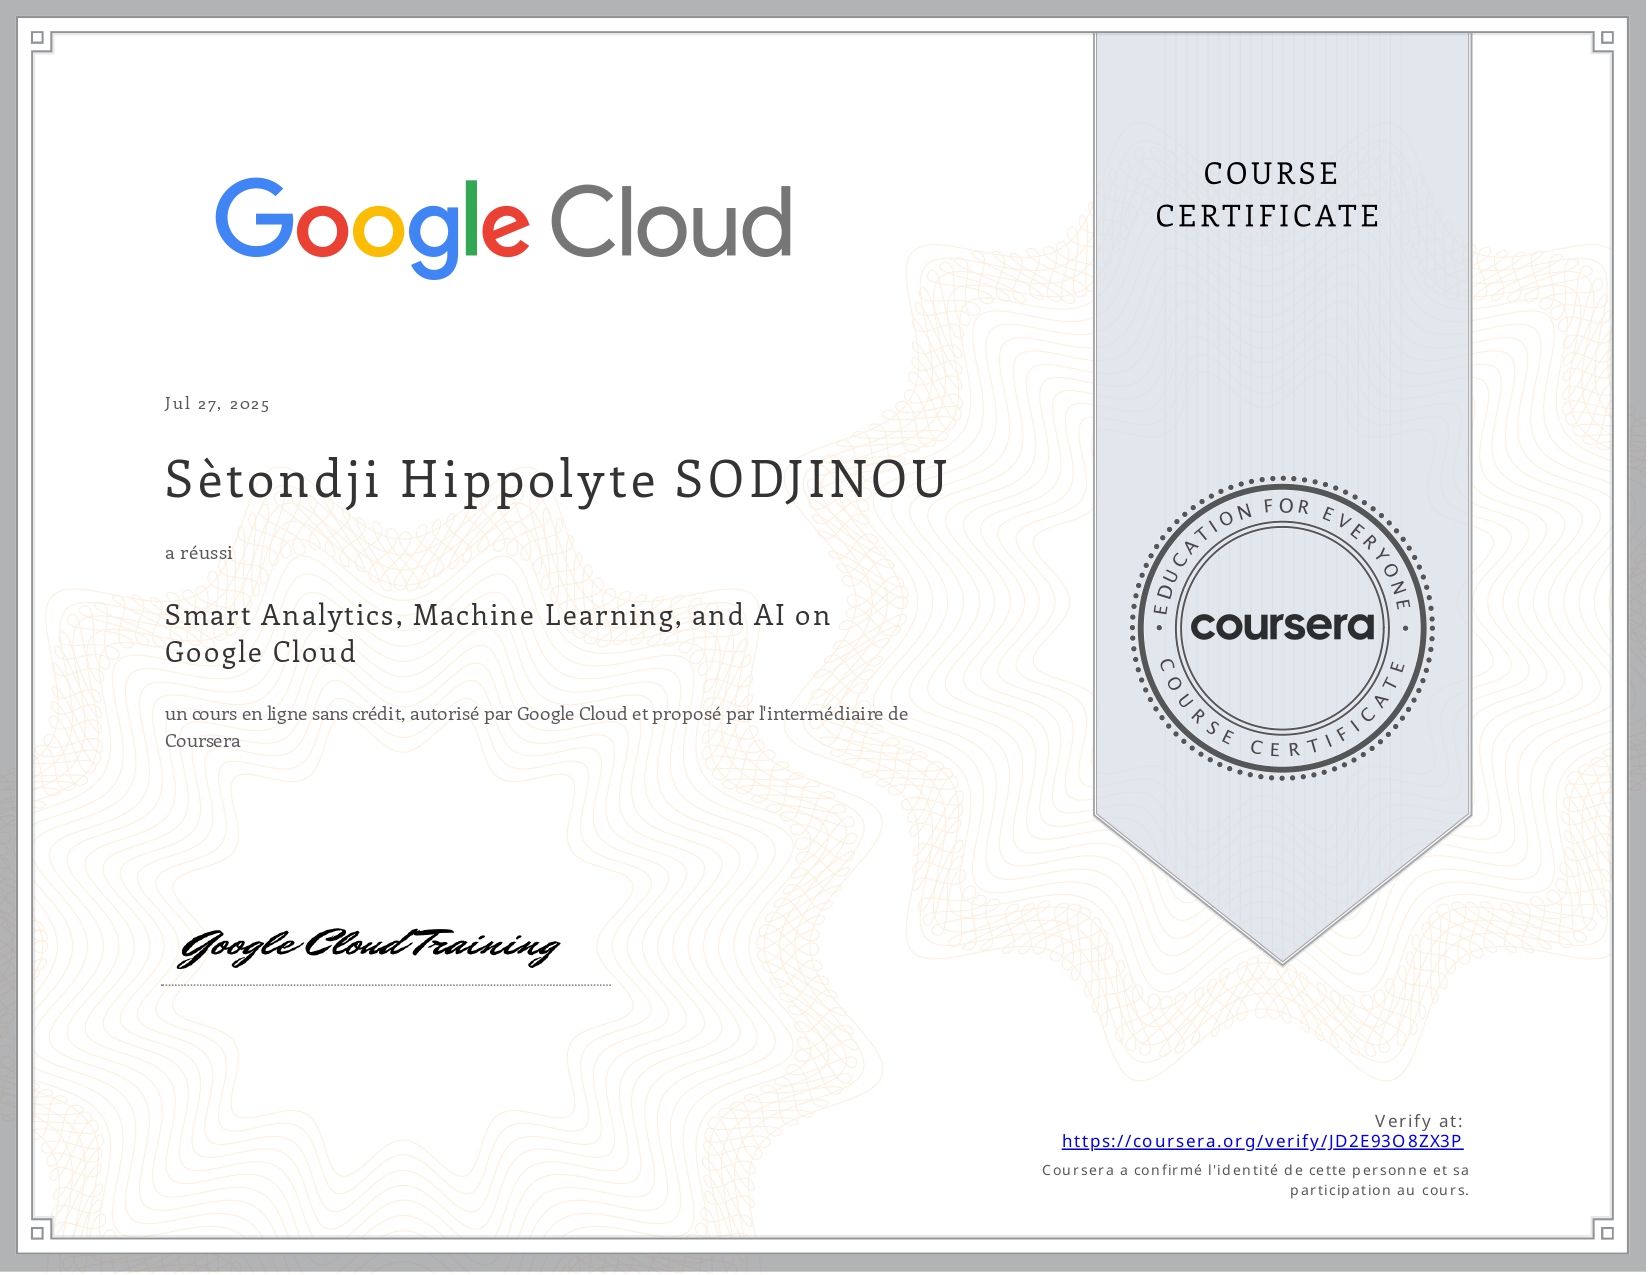 Google Cloud
COURSE
CERTIFICATE
Jul 27, 2025
Sètondji Hippolyte SODJINOU
a réussi
Smart Analytics, Machine Learning, and AI on
Google Cloud
un cours en ligne sans crédit, autorisé par Google Cloud et proposé par l'intermédiaire de
Coursera
EDUCATION FOR EVERYONE
coursera
COURSE CERTIFICATE
Google Cloud Training
Verify at:
https://coursera.org/verify/JD2E93O8ZX3P
Coursera a confirmé l'identité de cette personne et sa
participation au cours.